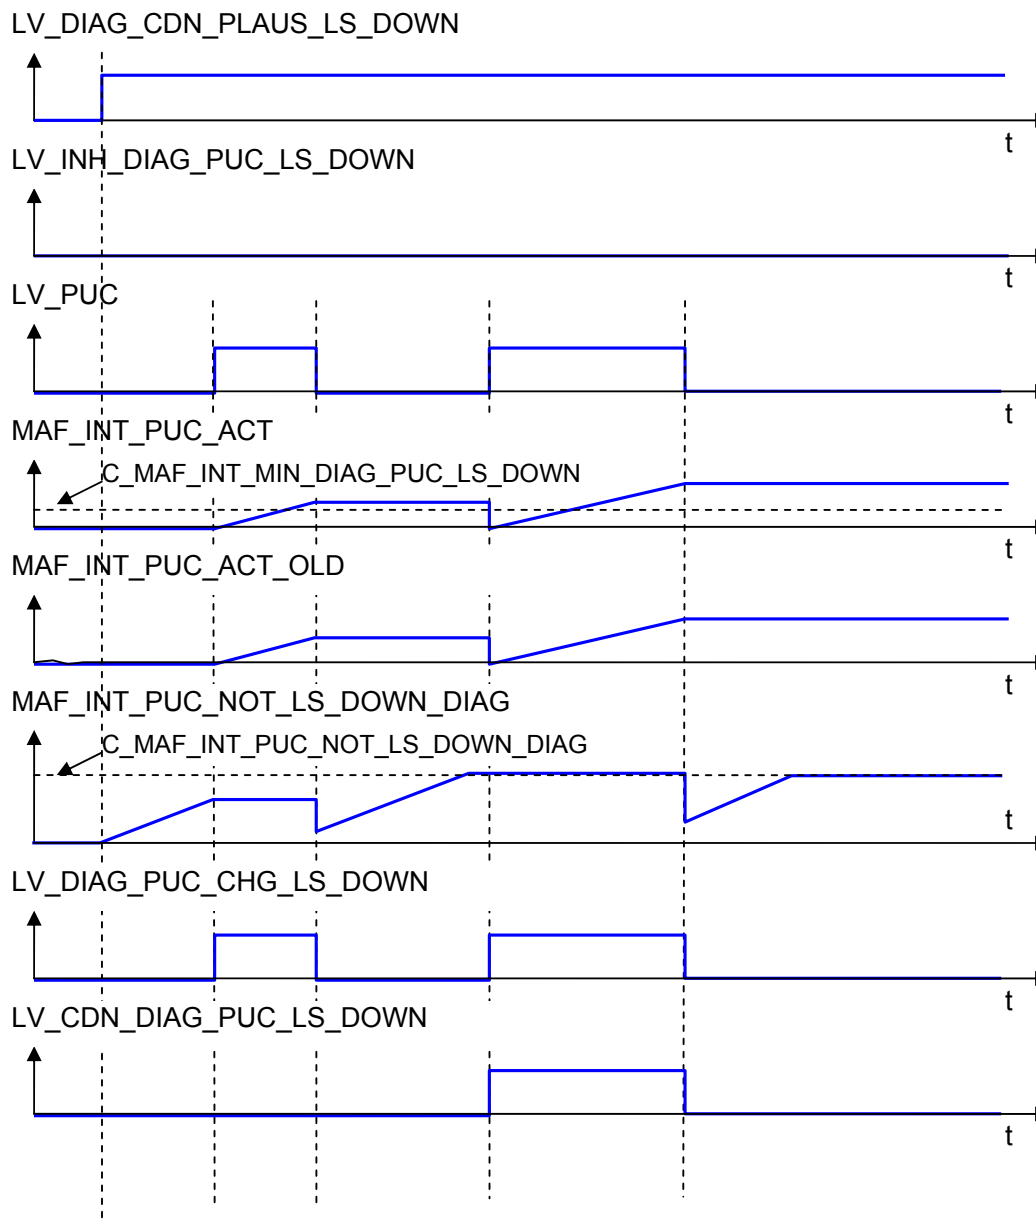 LV_DIAG_CDN_PLAUS_LS_DOWN
t
LV_INH_DIAG_PUC_LS_DOWN
t
LV_PUC
t
MAF_INT_PUC_ACT
C_MAF_INT_MIN_DIAG_PUC_LS_DOWN
t
MAF_INT_PUC_ACT_OLD
t
MAF_INT_PUC_NOT_LS_DOWN_DIAG
C_MAF_INT_PUC_NOT_LS_DOWN_DIAG
t
LV_DIAG_PUC_CHG_LS_DOWN
t
LV_CDN_DIAG_PUC_LS_DOWN
t